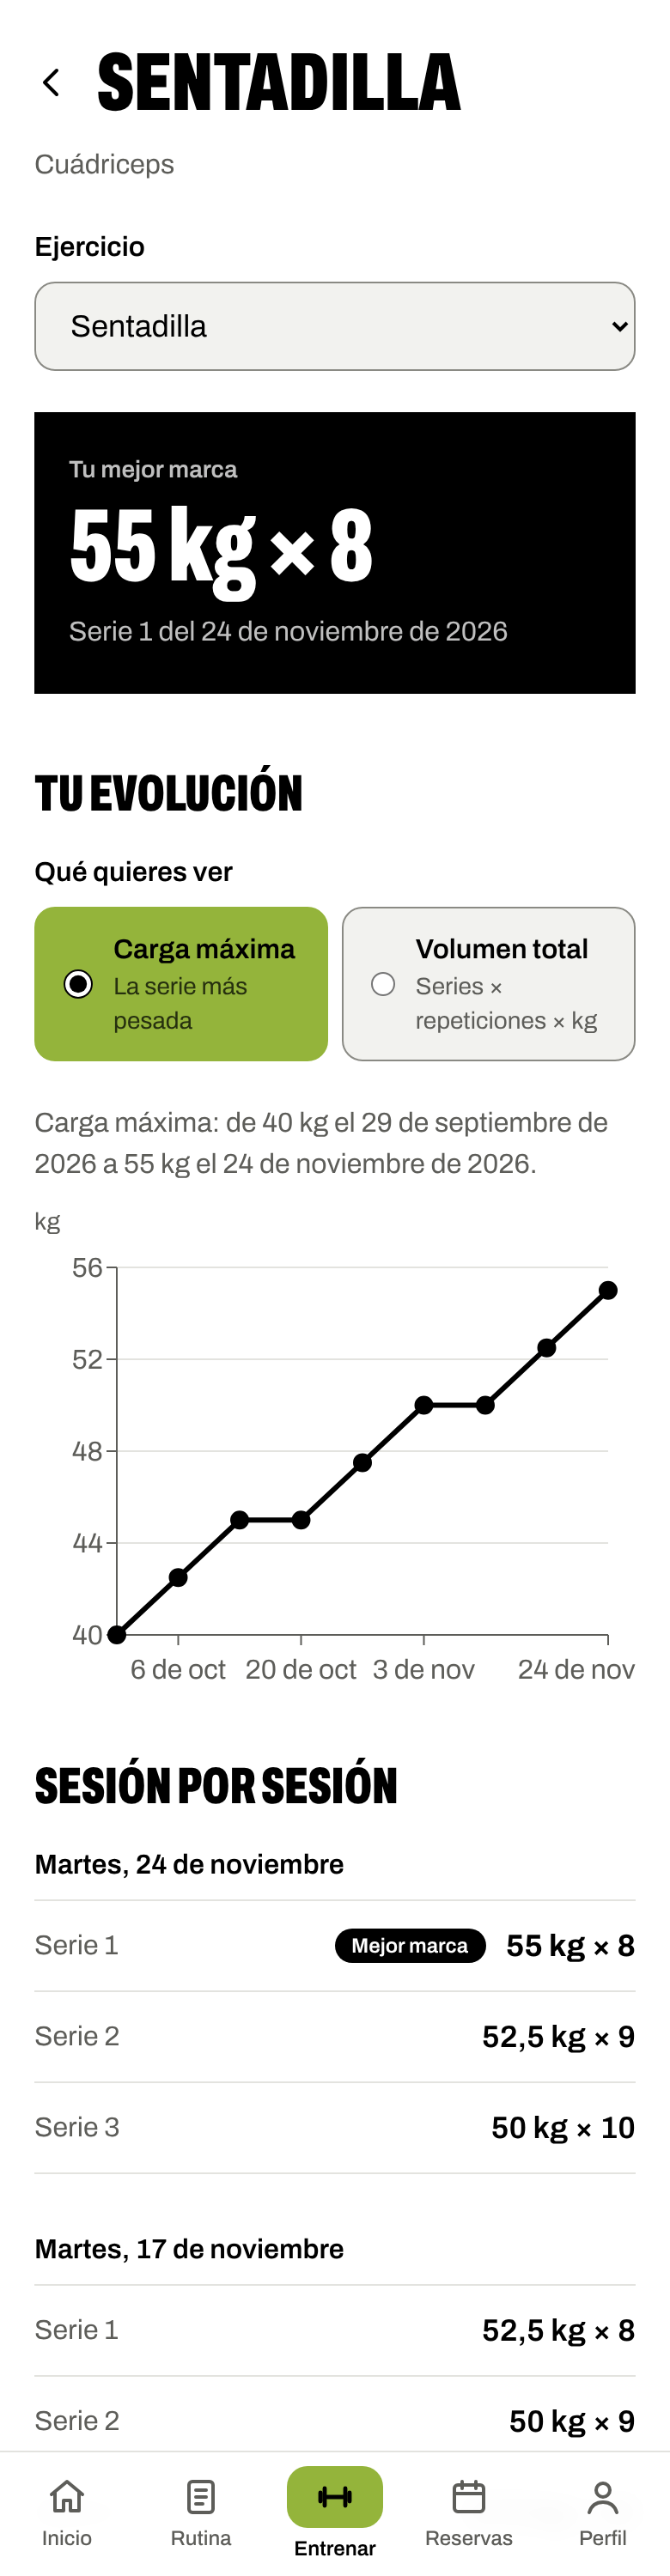 SENTADILLA
Cuádriceps
Ejercicio
Sentadilla
Tu mejor marca
55 kg × 8
Serie 1 del 24 de noviembre de 2026
TU EVOLUCIÓN
Qué quieres ver
Carga máxima
La serie más
pesada
Volumen total
Series ×
repeticiones × kg
Carga máxima: de 40 kg el 29 de septiembre de
2026 a 55 kg el 24 de noviembre de 2026.
kg
56
52
48
44
40
6 de oct 20 de oct 3 de nov 24 de nov
SESIÓN POR SESIÓN
Martes, 24 de noviembre
Serie 1 Mejor marca 55 kg × 8
Serie 2 52,5 kg × 9
Serie 3 50 kg × 10
Martes, 17 de noviembre
Serie 1 52,5 kg × 8
Serie 2 50 kg × 9
Inicio Rutina Entrenar Reservas Perfil